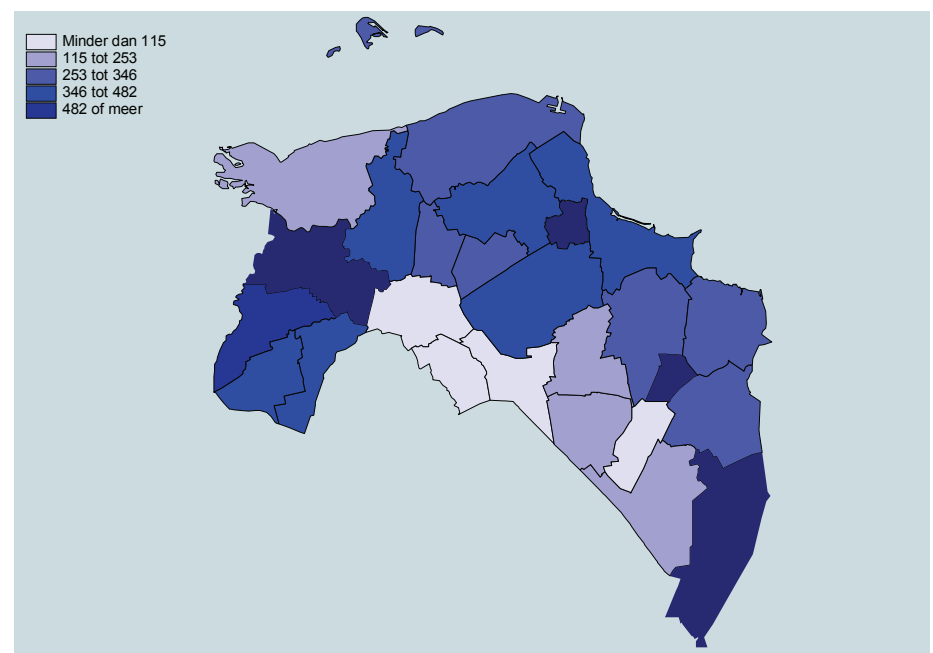 Minder dan 115
115 tot 253
253 tot 346
346 tot 482
482 of meer